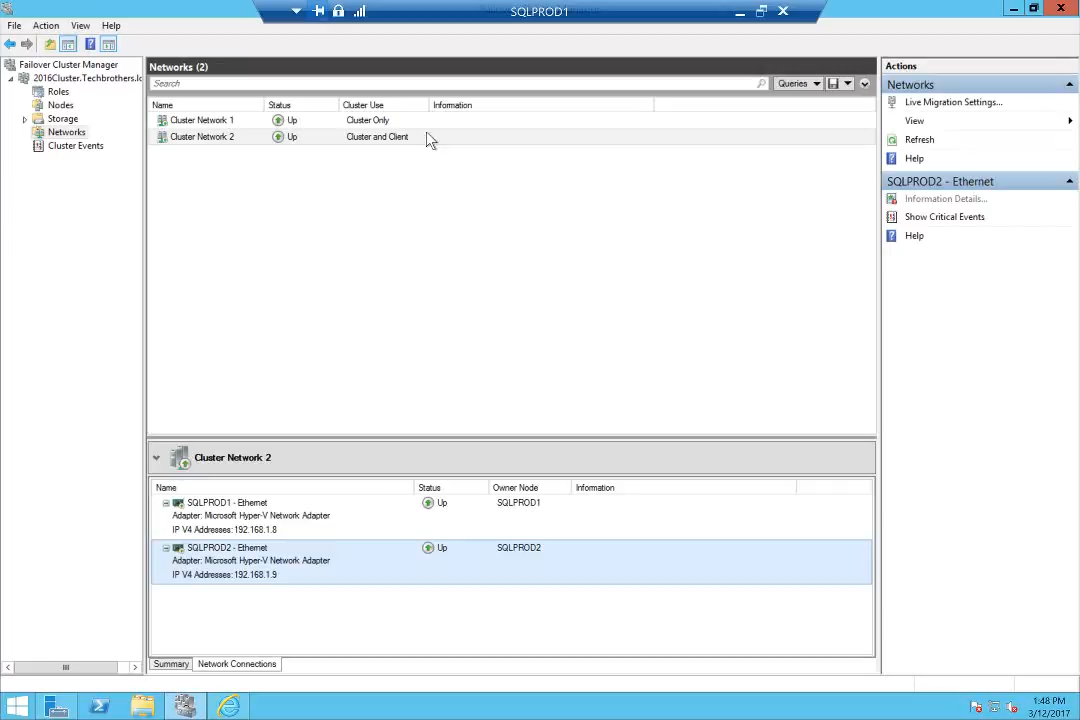 SQLPROD1
File Action View Help
Failover Cluster Manager
2016Cluster.Techbrothers.lc
Roles
Nodes
Storage
Networks
Cluster Events
Networks (2)
Search
Queries
Name Status Cluster Use Information
Cluster Network 1 Up Cluster Only
Cluster Network 2 Up Cluster and Client
Cluster Network 2
Name Status Owner Node Information
SQLPROD1 - Ethernet Up SQLPROD1
Adapter: Microsoft Hyper-V Network Adapter
IP V4 Addresses: 192.168.1.8
SQLPROD2 - Ethernet Up SQLPROD2
Adapter: Microsoft Hyper-V Network Adapter
IP V4 Addresses: 192.168.1.9
Summary Network Connections
Actions
Networks
Live Migration Settings...
View
Refresh
Help
SQLPROD2 - Ethernet
Information Details...
Show Critical Events
Help
1:48 PM
3/12/2017